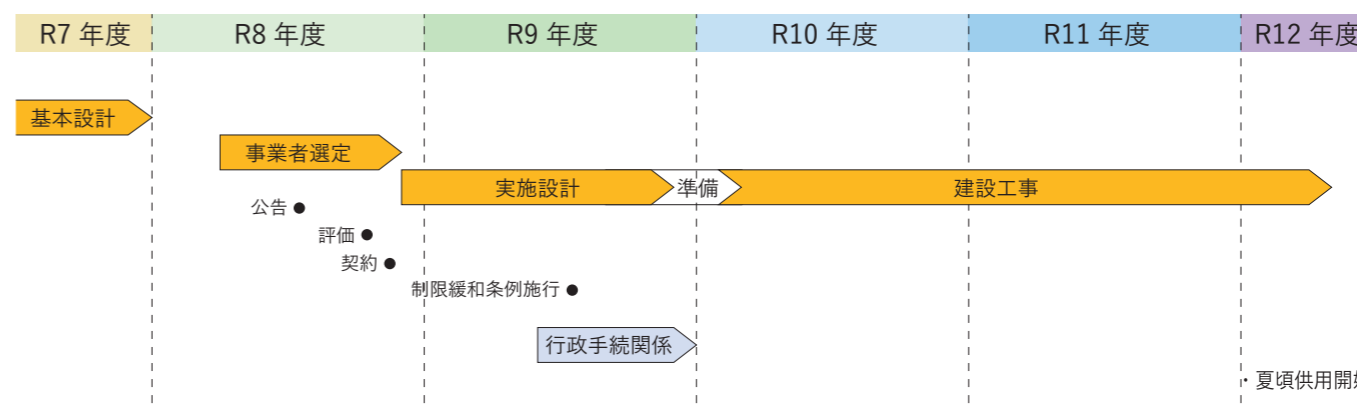 R7 年度 R8 年度 R9 年度 R10 年度 R11 年度 R12 年度
基本設計
事業者選定
実施設計 準備 建設工事
公告 ●
評価 ●
契約 ●
制限緩和条例施行 ●
行政手続関係
・夏頃供用開